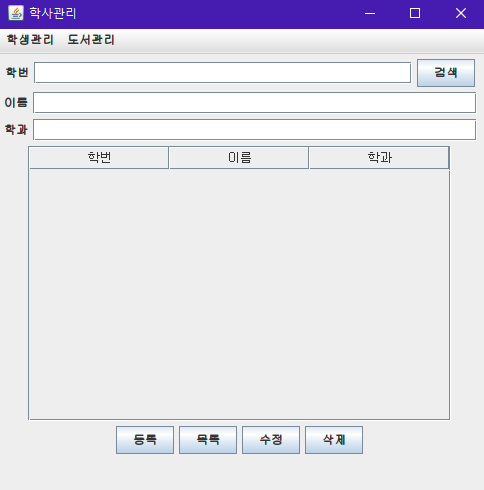 학사관리
학생관리 도서관리
학번 검색
이름
학과
학번 이름 학과
등록 목록 수정 삭제